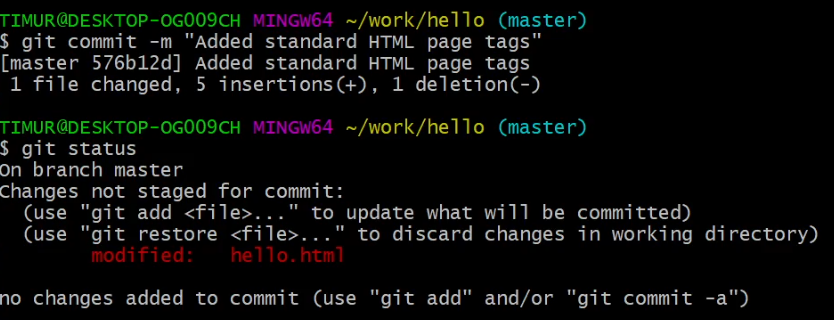 TIMUR@DESKTOP-OG0O9CH MINGW64 ~/work/hello (master)
$ git commit -m "Added standard HTML page tags"
[master 576b12d] Added standard HTML page tags
 1 file changed, 5 insertions(+), 1 deletion(-)

TIMUR@DESKTOP-OG0O9CH MINGW64 ~/work/hello (master)
$ git status
On branch master
Changes not staged for commit:
  (use "git add <file>..." to update what will be committed)
  (use "git restore <file>..." to discard changes in working directory)
        modified:   hello.html

no changes added to commit (use "git add" and/or "git commit -a")